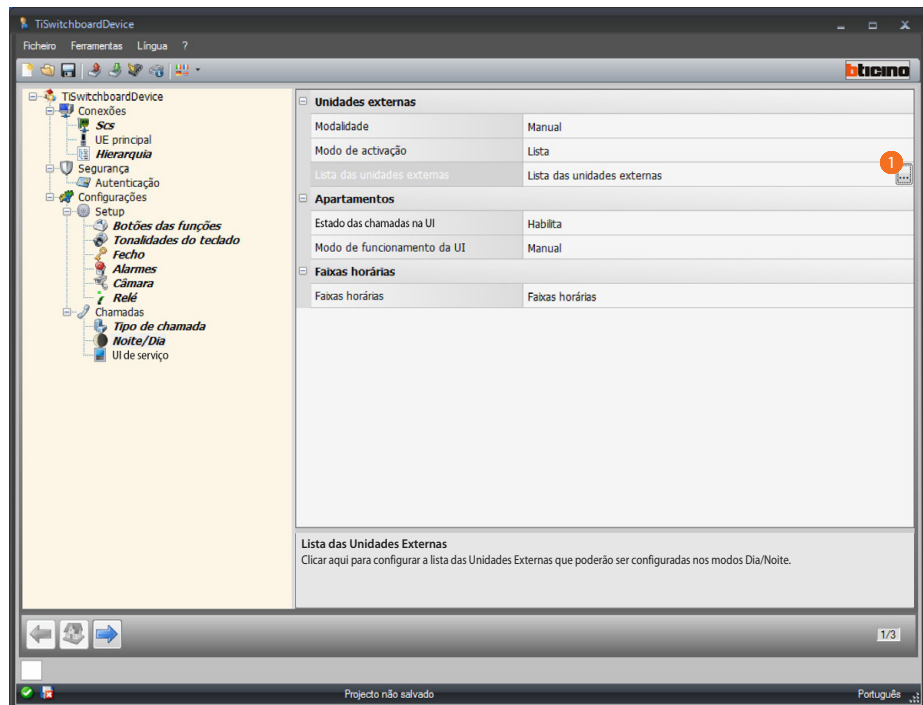 TiSwitchboardDevice
Ficheiro Ferramentas Língua ?
bticino
TiSwitchboardDevice
Conexões
Scs
UE principal
Hierarquia
Segurança
Autenticação
Configurações
Setup
Botões das funções
Tonalidades do teclado
Fecho
Alarmes
Câmara
Relé
Chamadas
Tipo de chamada
Noite/Dia
UI de serviço
Unidades externas
Modalidade Manual
Modo de activação Lista
1
Lista das unidades externas Lista das unidades externas ...
Apartamentos
Estado das chamadas na UI Habilita
Modo de funcionamento da UI Manual
Faixas horárias
Faixas horárias Faixas horárias
Lista das Unidades Externas
Clicar aqui para configurar a lista das Unidades Externas que poderão ser configuradas nos modos Dia/Noite.
1/3
Projecto não salvado Português